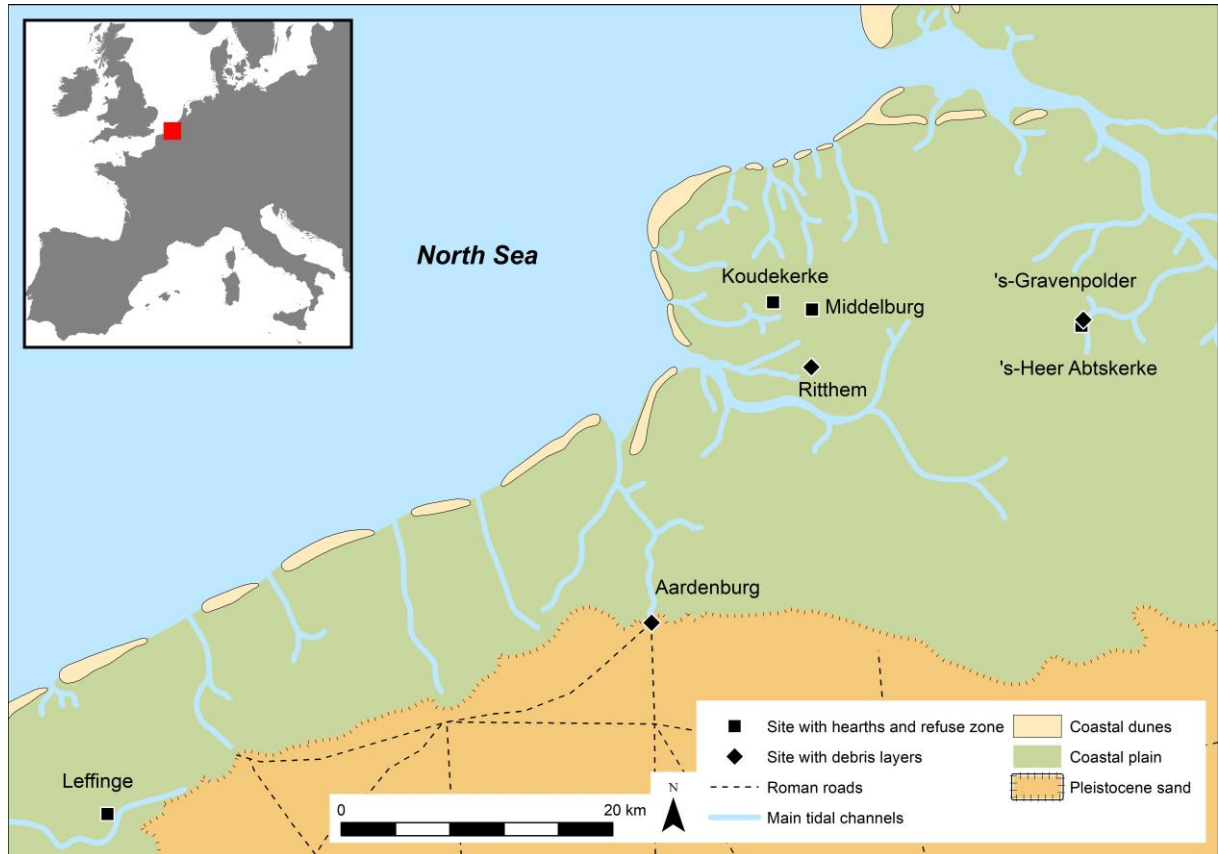 North Sea
Koudekerke
Middelburg
's-Gravenpolder
's-Heer Abtskerke
Ritthem
Aardenburg
Leffinge
0
20 km
N
Site with hearths and refuse zone
Site with debris layers
Roman roads
Main tidal channels
Coastal dunes
Coastal plain
Pleistocene sand